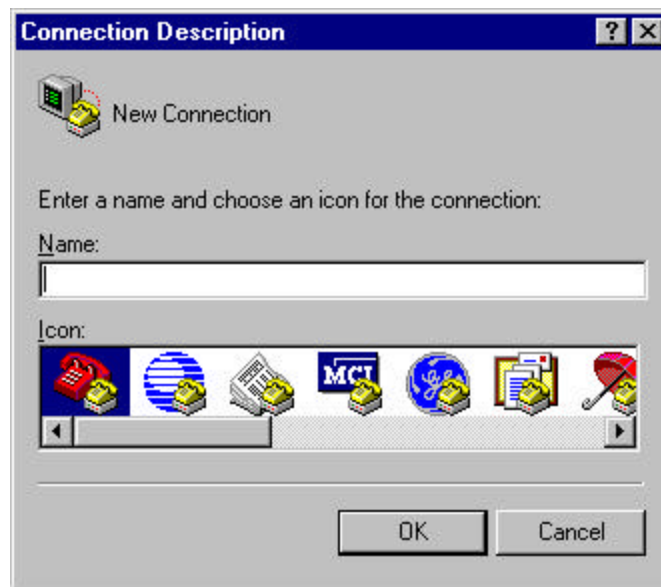 Connection Description
New Connection
Enter a name and choose an icon for the connection:
Name:
Icon:
MCI
OK
Cancel